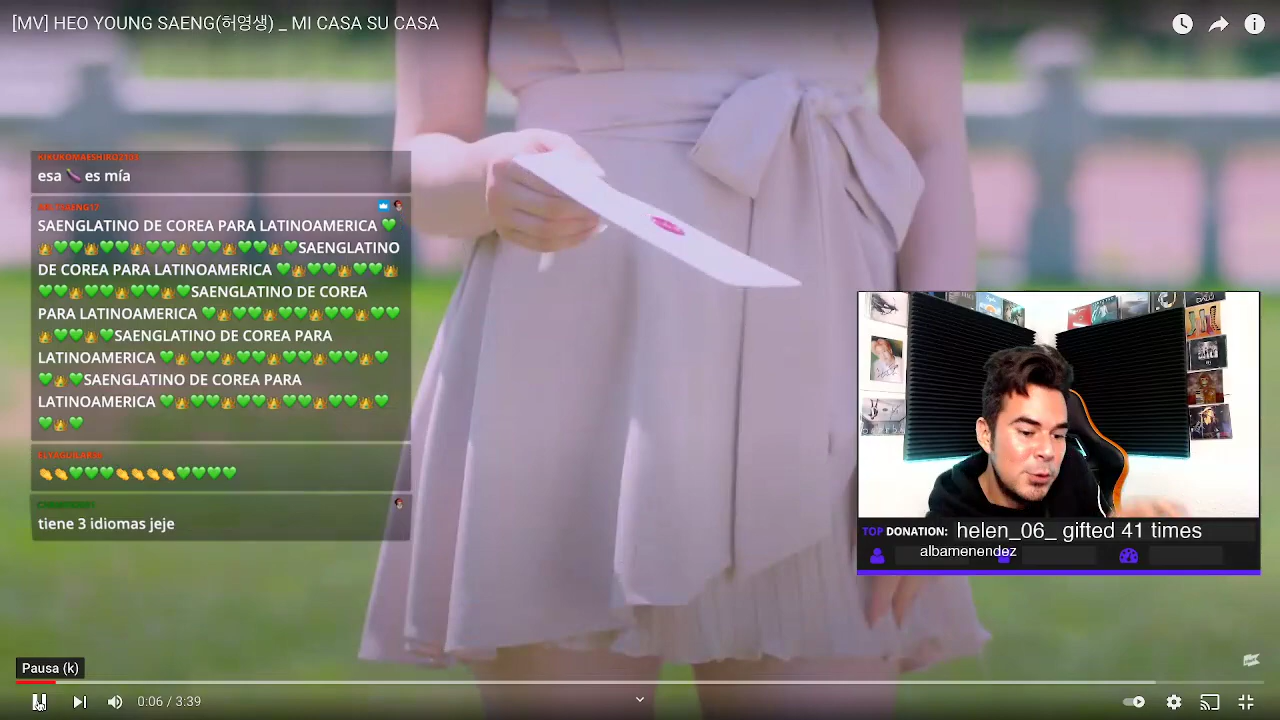 [MV] HEO YOUNG SAENG(허영생) _ MI CASA SU CASA
KIKUKOMAESHIRO2101
esa 🍆 es mía
SAENGLATINO DE COREA PARA LATINOAMERICA 💚
👑💚💚👑💚💚👑💚💚👑💚💚👑💚💚👑💚SAENGLATINO
DE COREA PARA LATINOAMERICA 💚👑💚💚👑💚💚👑
💚💚👑💚💚👑💚💚👑💚SAENGLATINO DE COREA
PARA LATINOAMERICA 💚👑💚💚👑💚💚👑💚💚👑💚💚
👑💚💚👑💚SAENGLATINO DE COREA PARA
LATINOAMERICA 💚👑💚💚👑💚💚👑💚💚👑💚💚👑💚
💚👑💚SAENGLATINO DE COREA PARA
LATINOAMERICA 💚👑💚💚👑💚💚👑💚💚👑💚💚👑💚
💚👑💚
👏👏💚💚💚👏👏👏👏💚💚💚💚
tiene 3 idiomas jeje
TOP DONATION: helen_06_ gifted 41 times
albamenendez
Pausa (k)
0:06 / 3:39